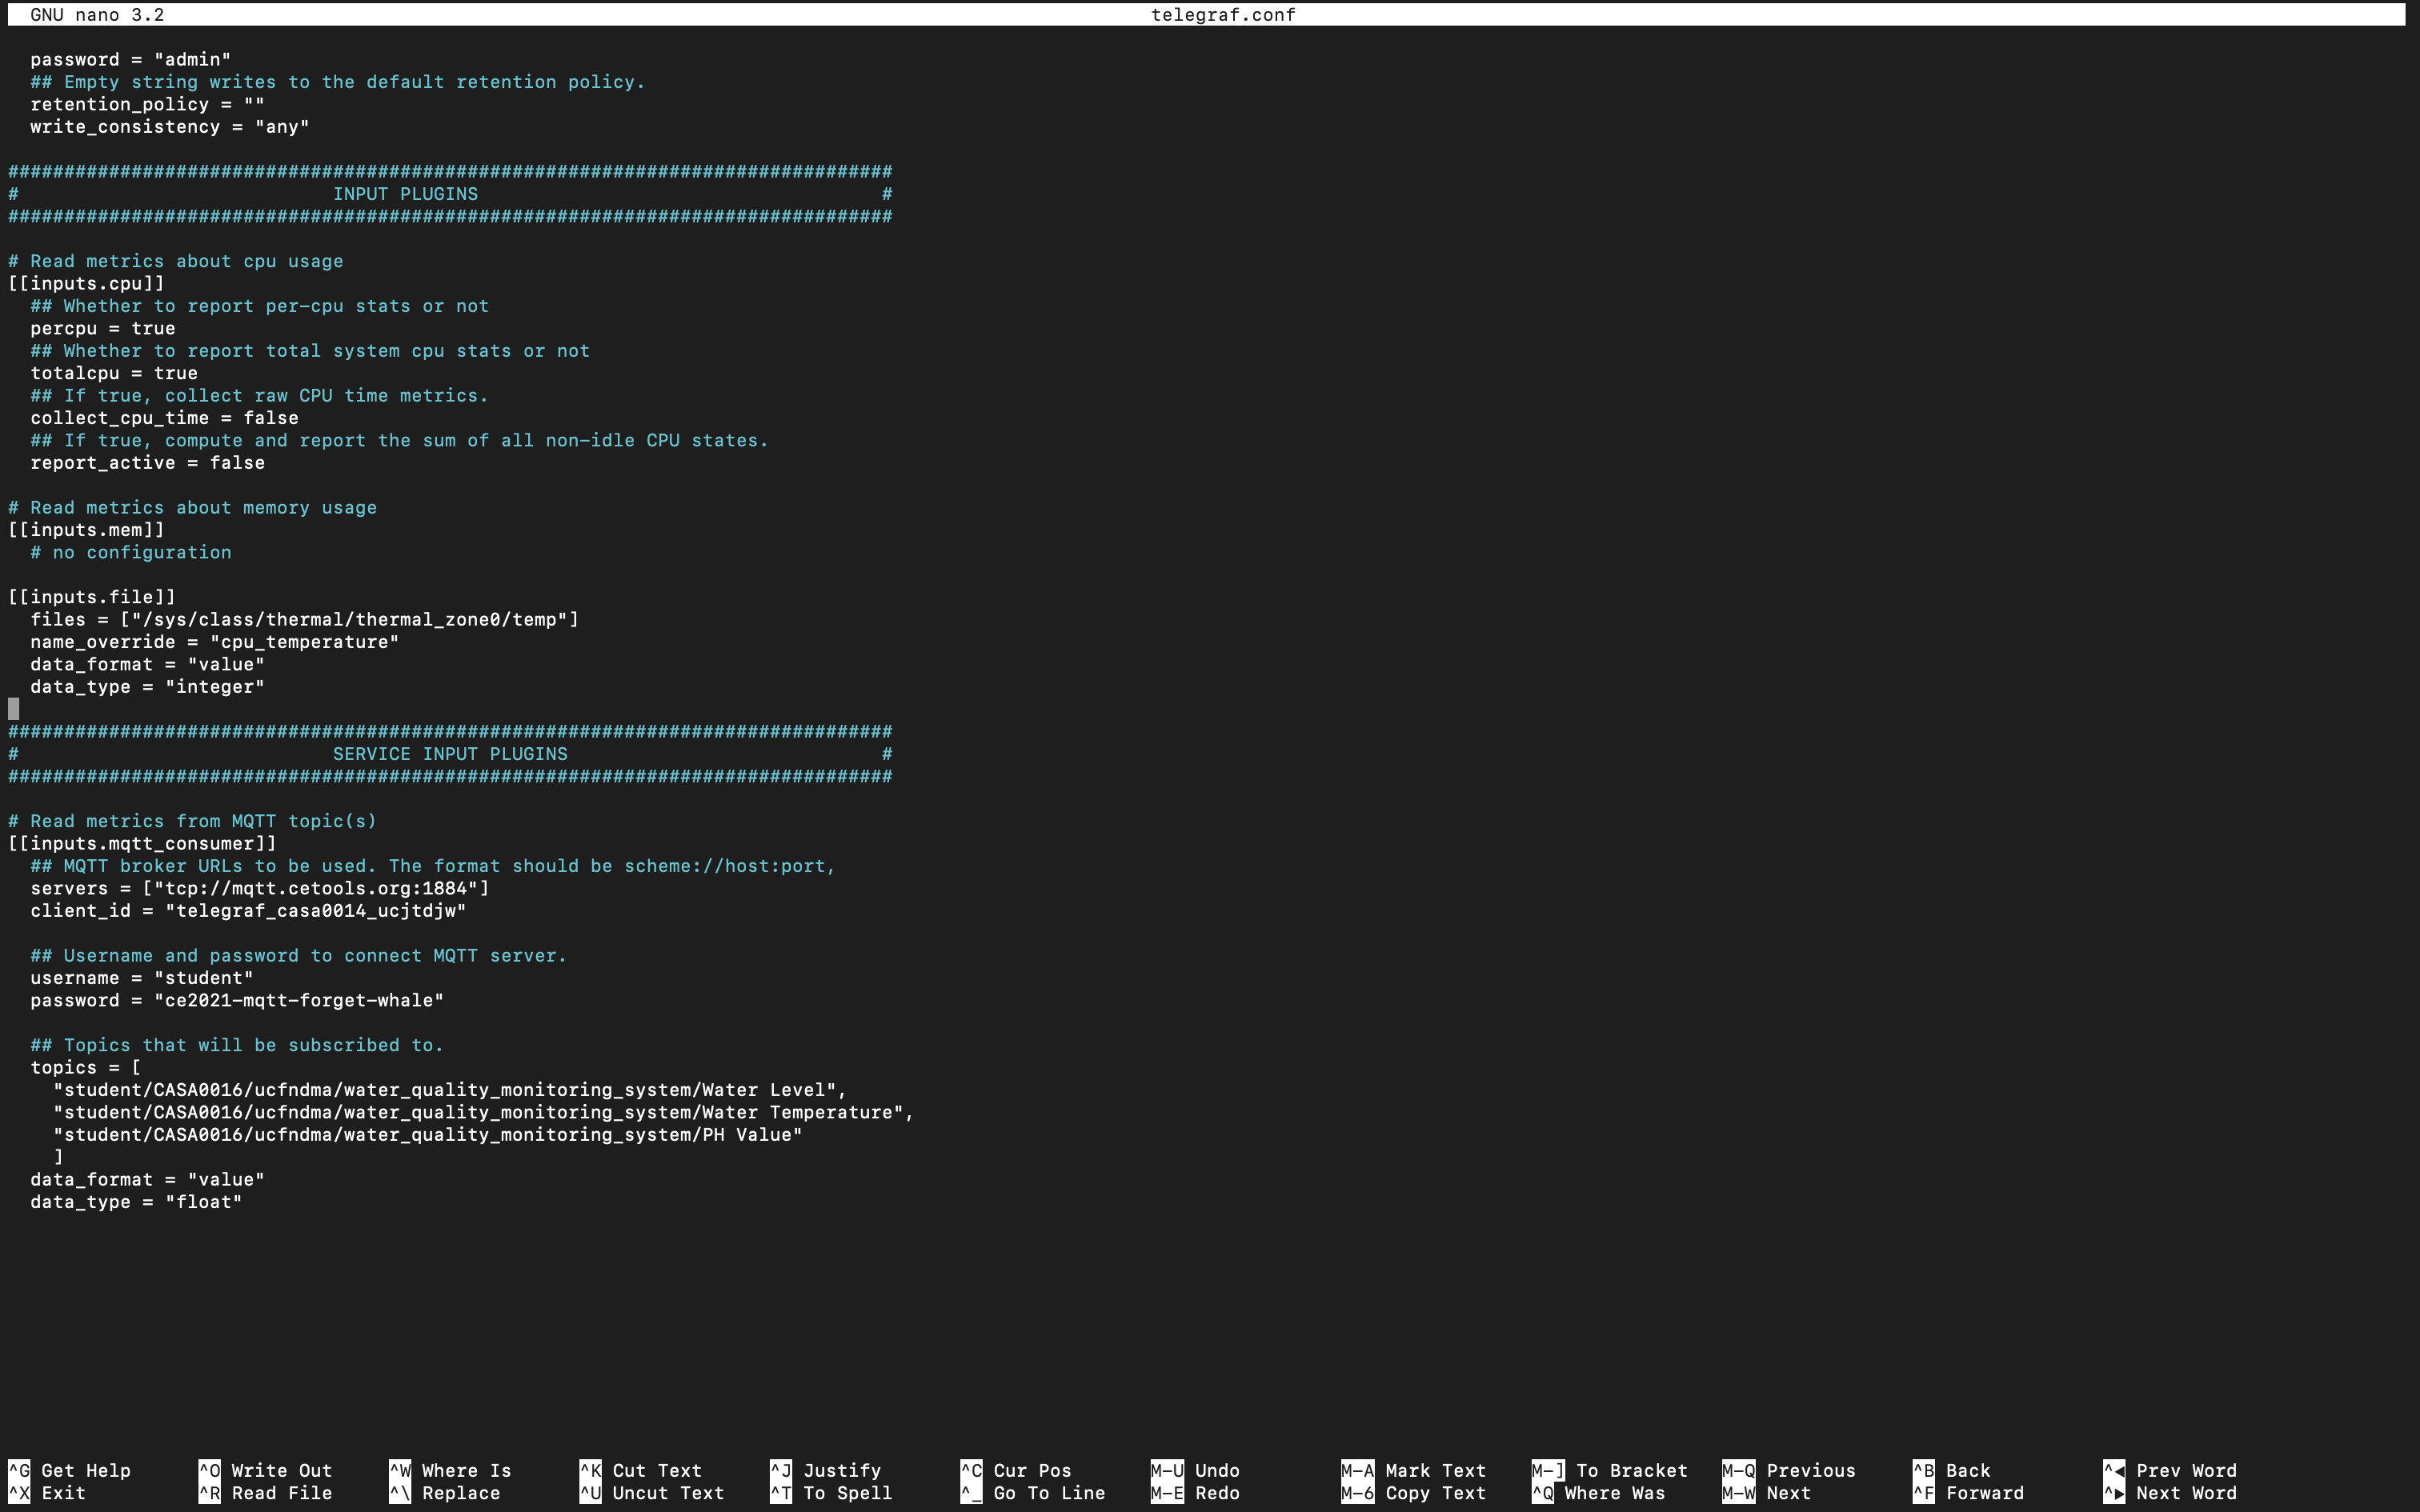 GNU nano 3.2 telegraf.conf
password = "admin"
## Empty string writes to the default retention policy.
retention_policy = ""
write_consistency = "any"
###############################################################################
# INPUT PLUGINS #
###############################################################################
# Read metrics about cpu usage
[[inputs.cpu]]
## Whether to report per-cpu stats or not
percpu = true
## Whether to report total system cpu stats or not
totalcpu = true
## If true, collect raw CPU time metrics.
collect_cpu_time = false
## If true, compute and report the sum of all non-idle CPU states.
report_active = false
# Read metrics about memory usage
[[inputs.mem]]
# no configuration
[[inputs.file]]
files = ["/sys/class/thermal/thermal_zone0/temp"]
name_override = "cpu_temperature"
data_format = "value"
data_type = "integer"
###############################################################################
# SERVICE INPUT PLUGINS #
###############################################################################
# Read metrics from MQTT topic(s)
[[inputs.mqtt_consumer]]
## MQTT broker URLs to be used. The format should be scheme://host:port,
servers = ["tcp://mqtt.cetools.org:1884"]
client_id = "telegraf_casa0014_ucjtdjw"
## Username and password to connect MQTT server.
username = "student"
password = "ce2021-mqtt-forget-whale"
## Topics that will be subscribed to.
topics = [
"student/CASA0016/ucfndma/water_quality_monitoring_system/Water Level",
"student/CASA0016/ucfndma/water_quality_monitoring_system/Water Temperature",
"student/CASA0016/ucfndma/water_quality_monitoring_system/PH Value"
]
data_format = "value"
data_type = "float"
^G Get Help ^O Write Out ^W Where Is ^K Cut Text ^J Justify ^C Cur Pos M-U Undo M-A Mark Text M-] To Bracket M-Q Previous ^B Back ^◀ Prev Word
^X Exit ^R Read File ^\ Replace ^U Uncut Text ^T To Spell ^_ Go To Line M-E Redo M-6 Copy Text ^Q Where Was M-W Next ^F Forward ^▶ Next Word